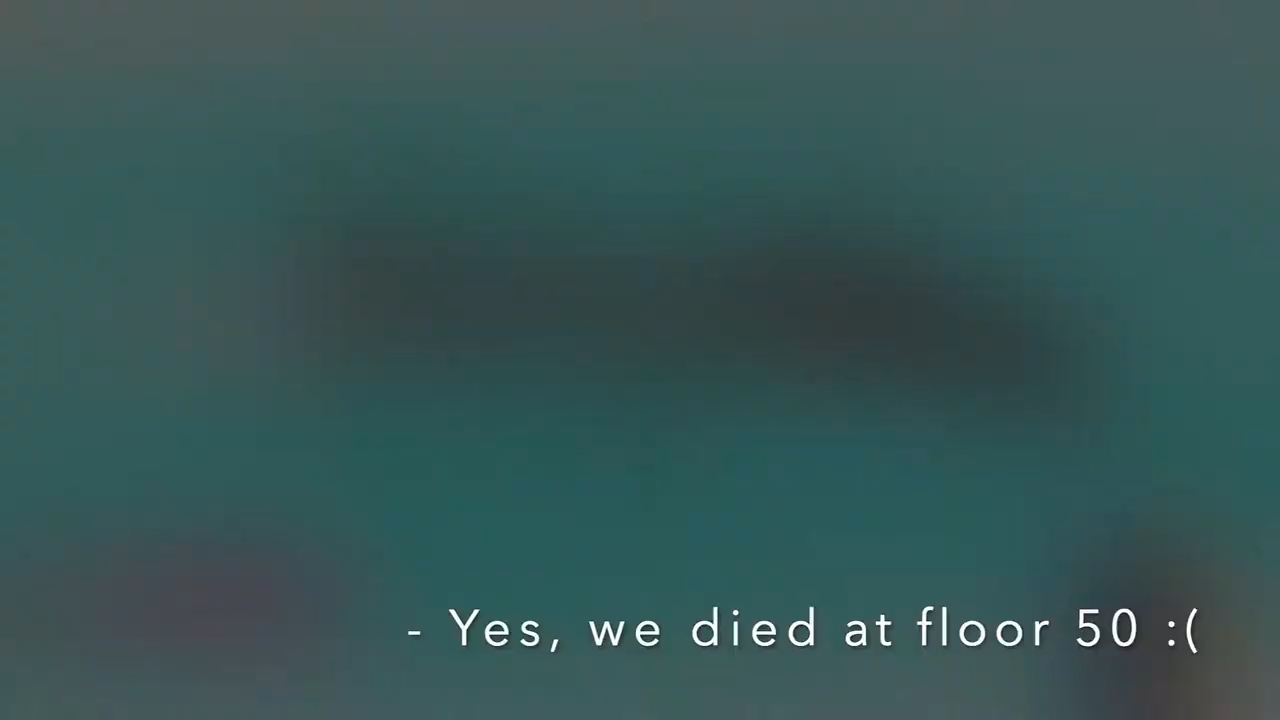 - Yes, we died at floor 50 :(